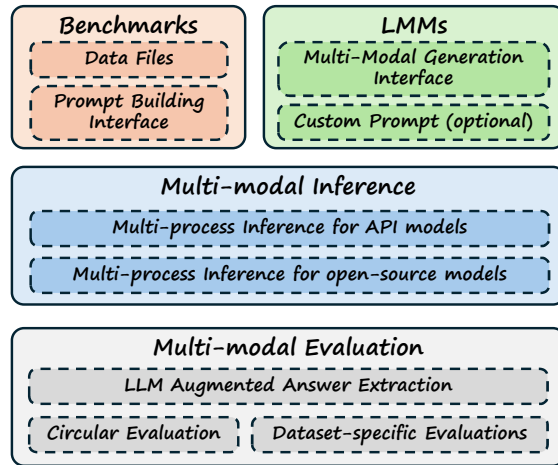 Benchmarks
Data Files
Prompt Building
Interface
LMMs
Multi-Modal Generation
Interface
Custom Prompt (optional)
Multi-modal Inference
Multi-process Inference for API models
Multi-process Inference for open-source models
Multi-modal Evaluation
LLM Augmented Answer Extraction
Circular Evaluation
Dataset-specific Evaluations